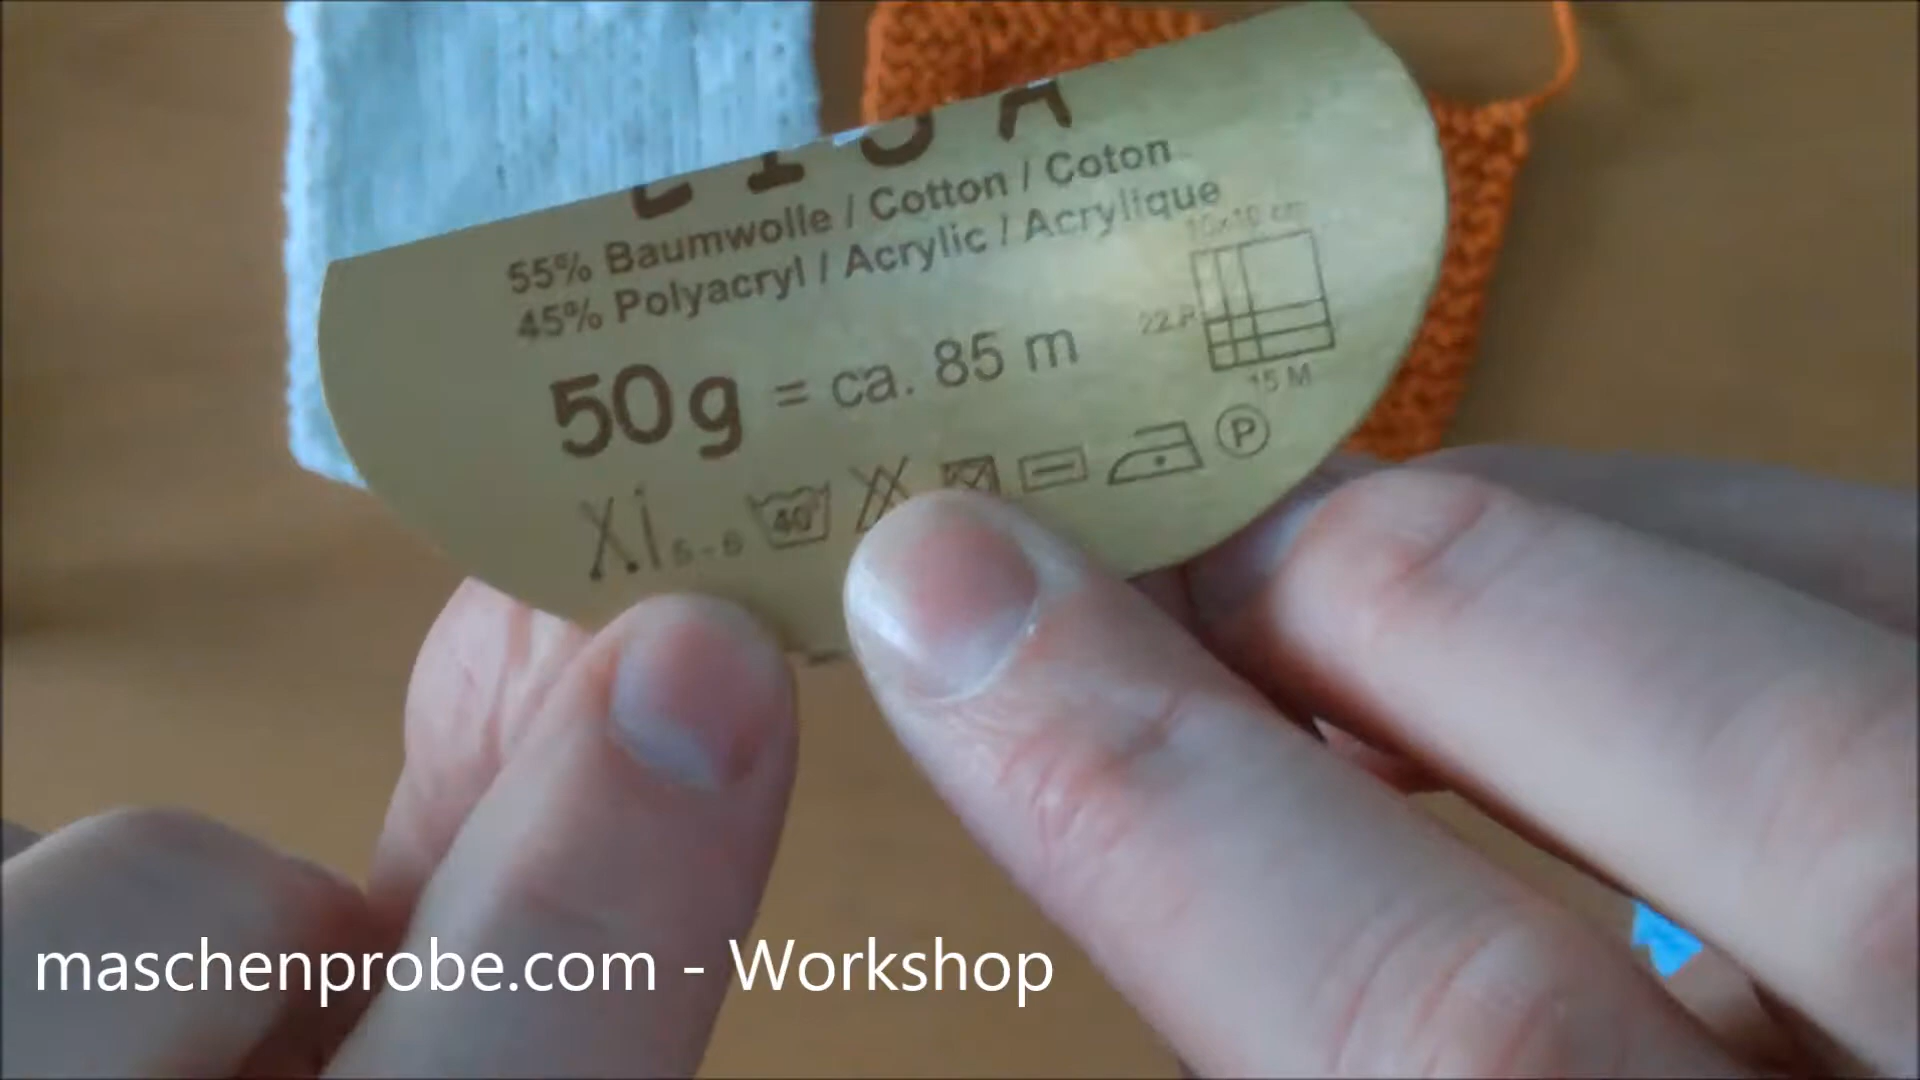 LISA
55% Baumwolle / Cotton / Coton
45% Polyacryl / Acrylic / Acrylique
10x10 cm
22 R
15 M
50g = ca. 85 m
5 - 6
40°
P
maschenprobe.com - Workshop